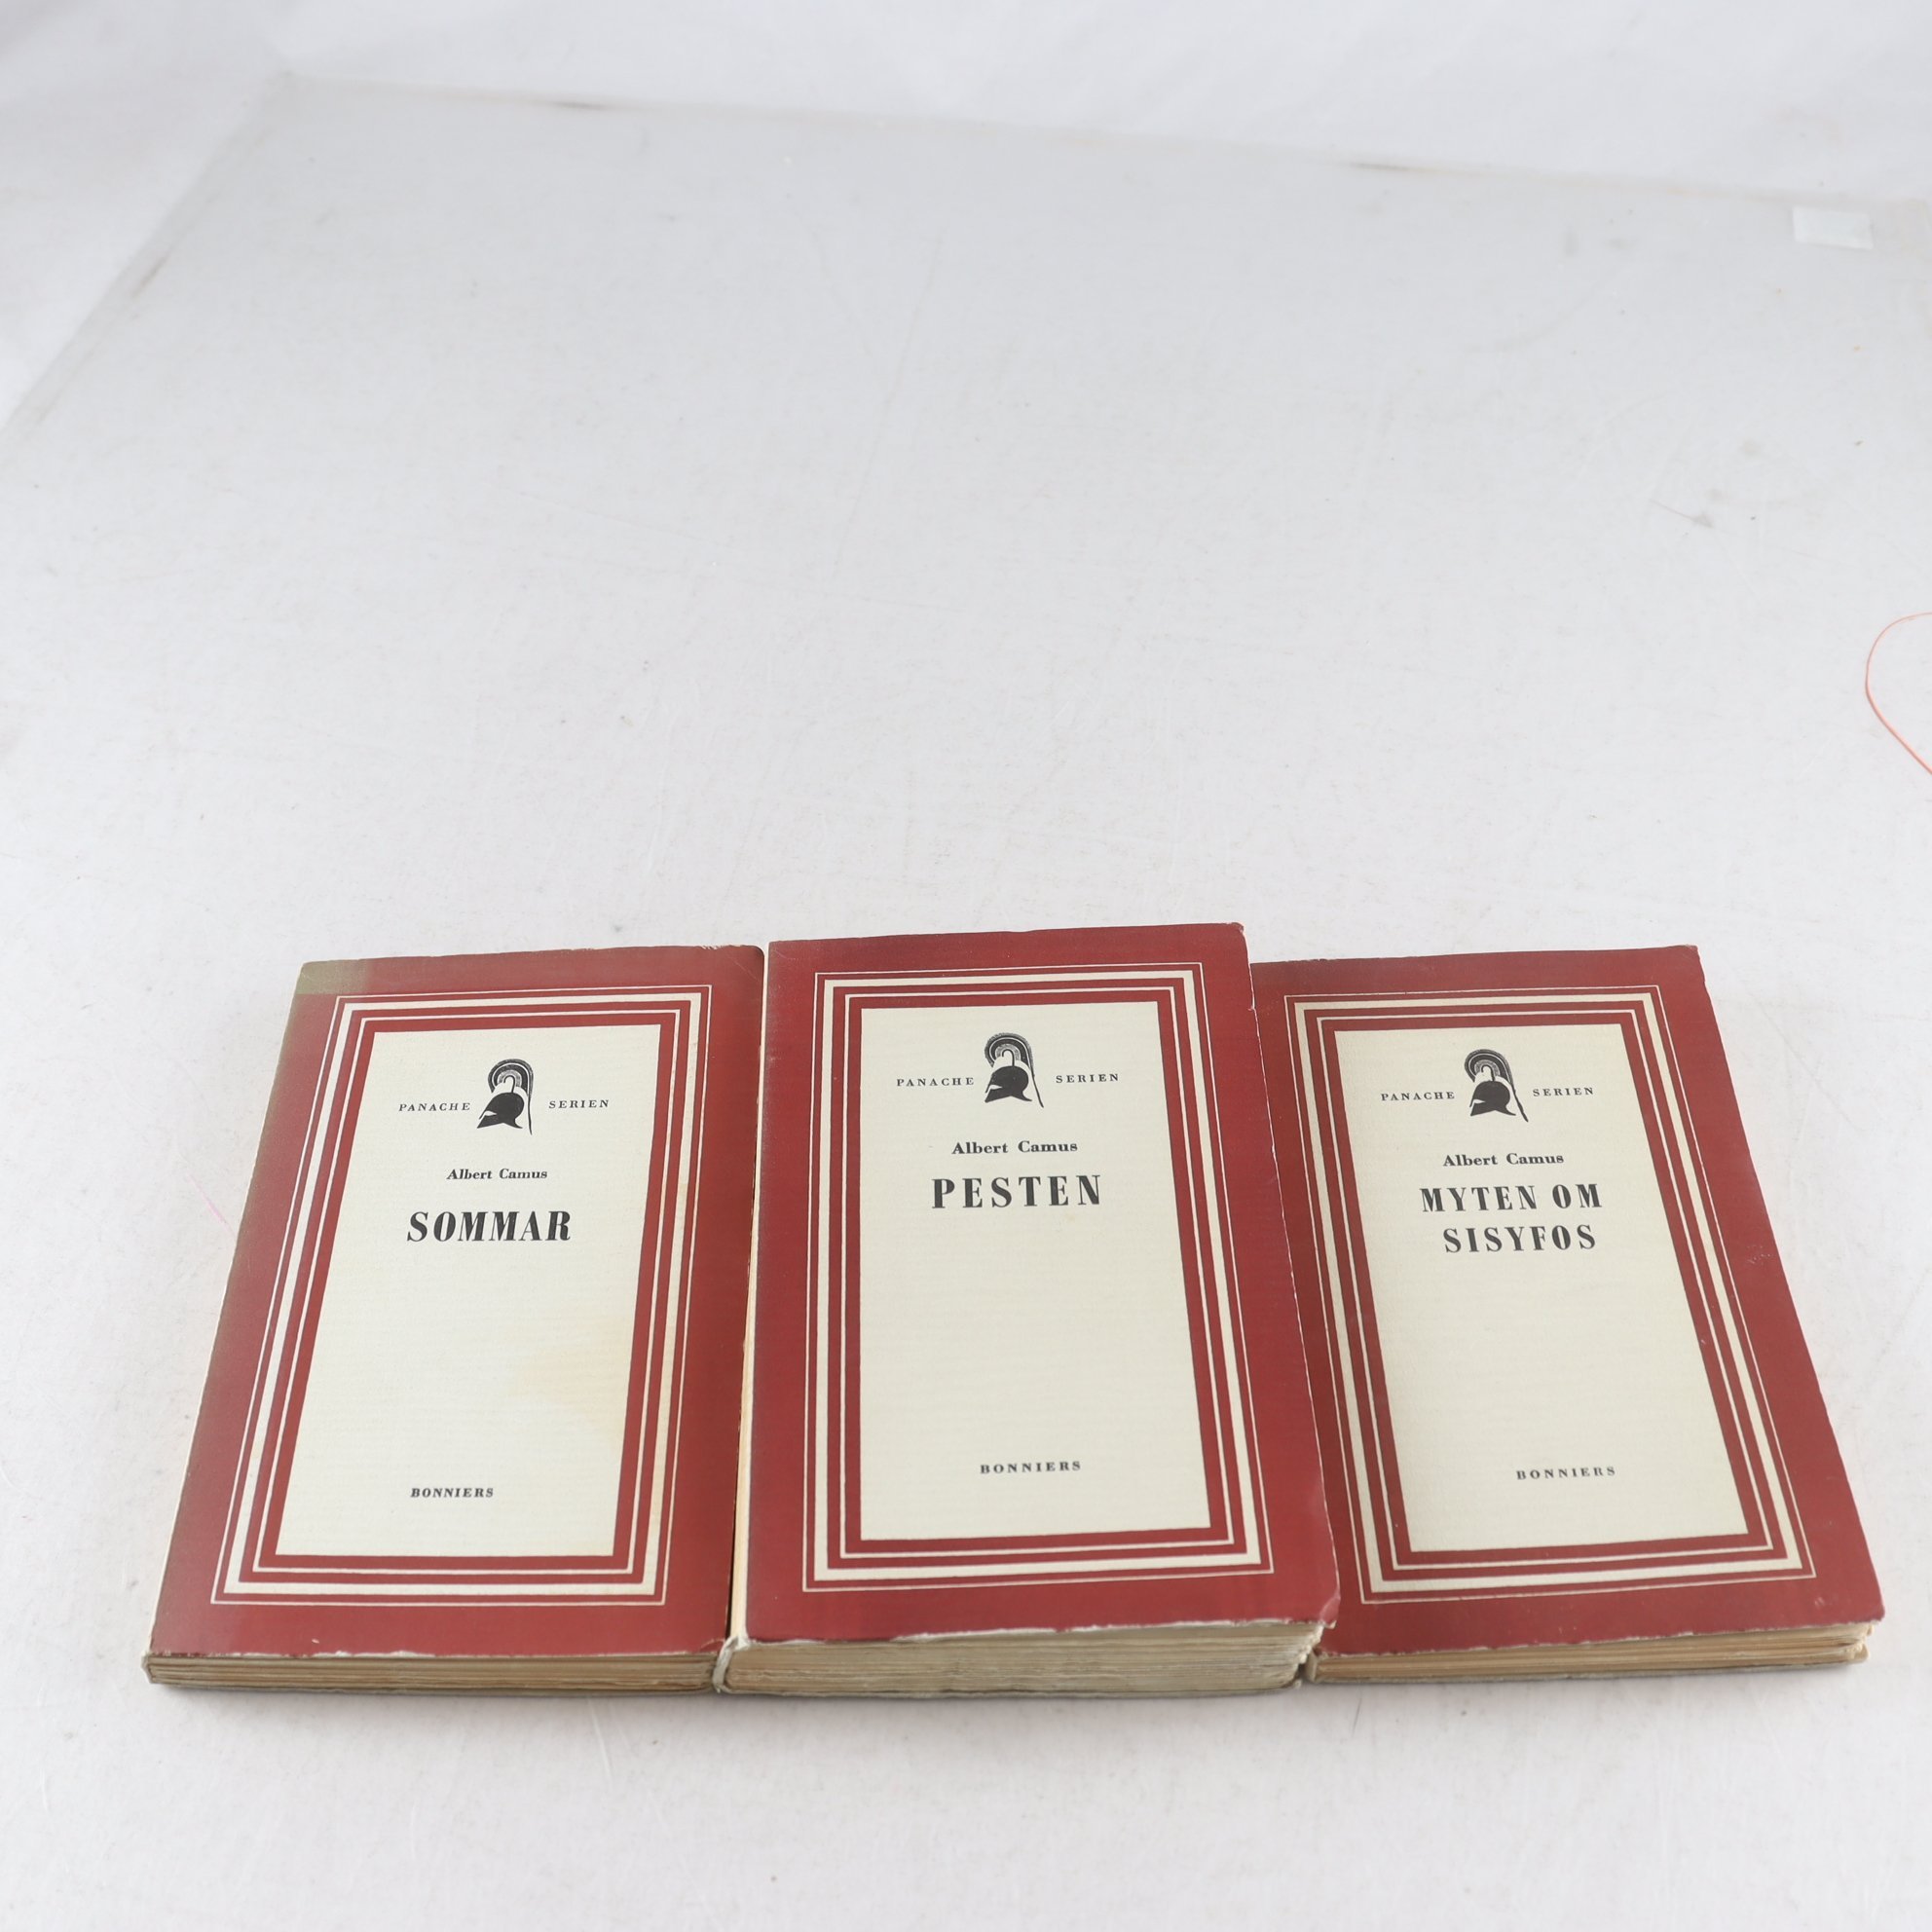 PANACHE SERIEN
Albert Camus
SOMMAR
BONNIERS
PANACHE SERIEN
Albert Camus
PESTEN
BONNIERS
PANACHE SERIEN
Albert Camus
MYTEN OM
SISYFOS
BONNIERS